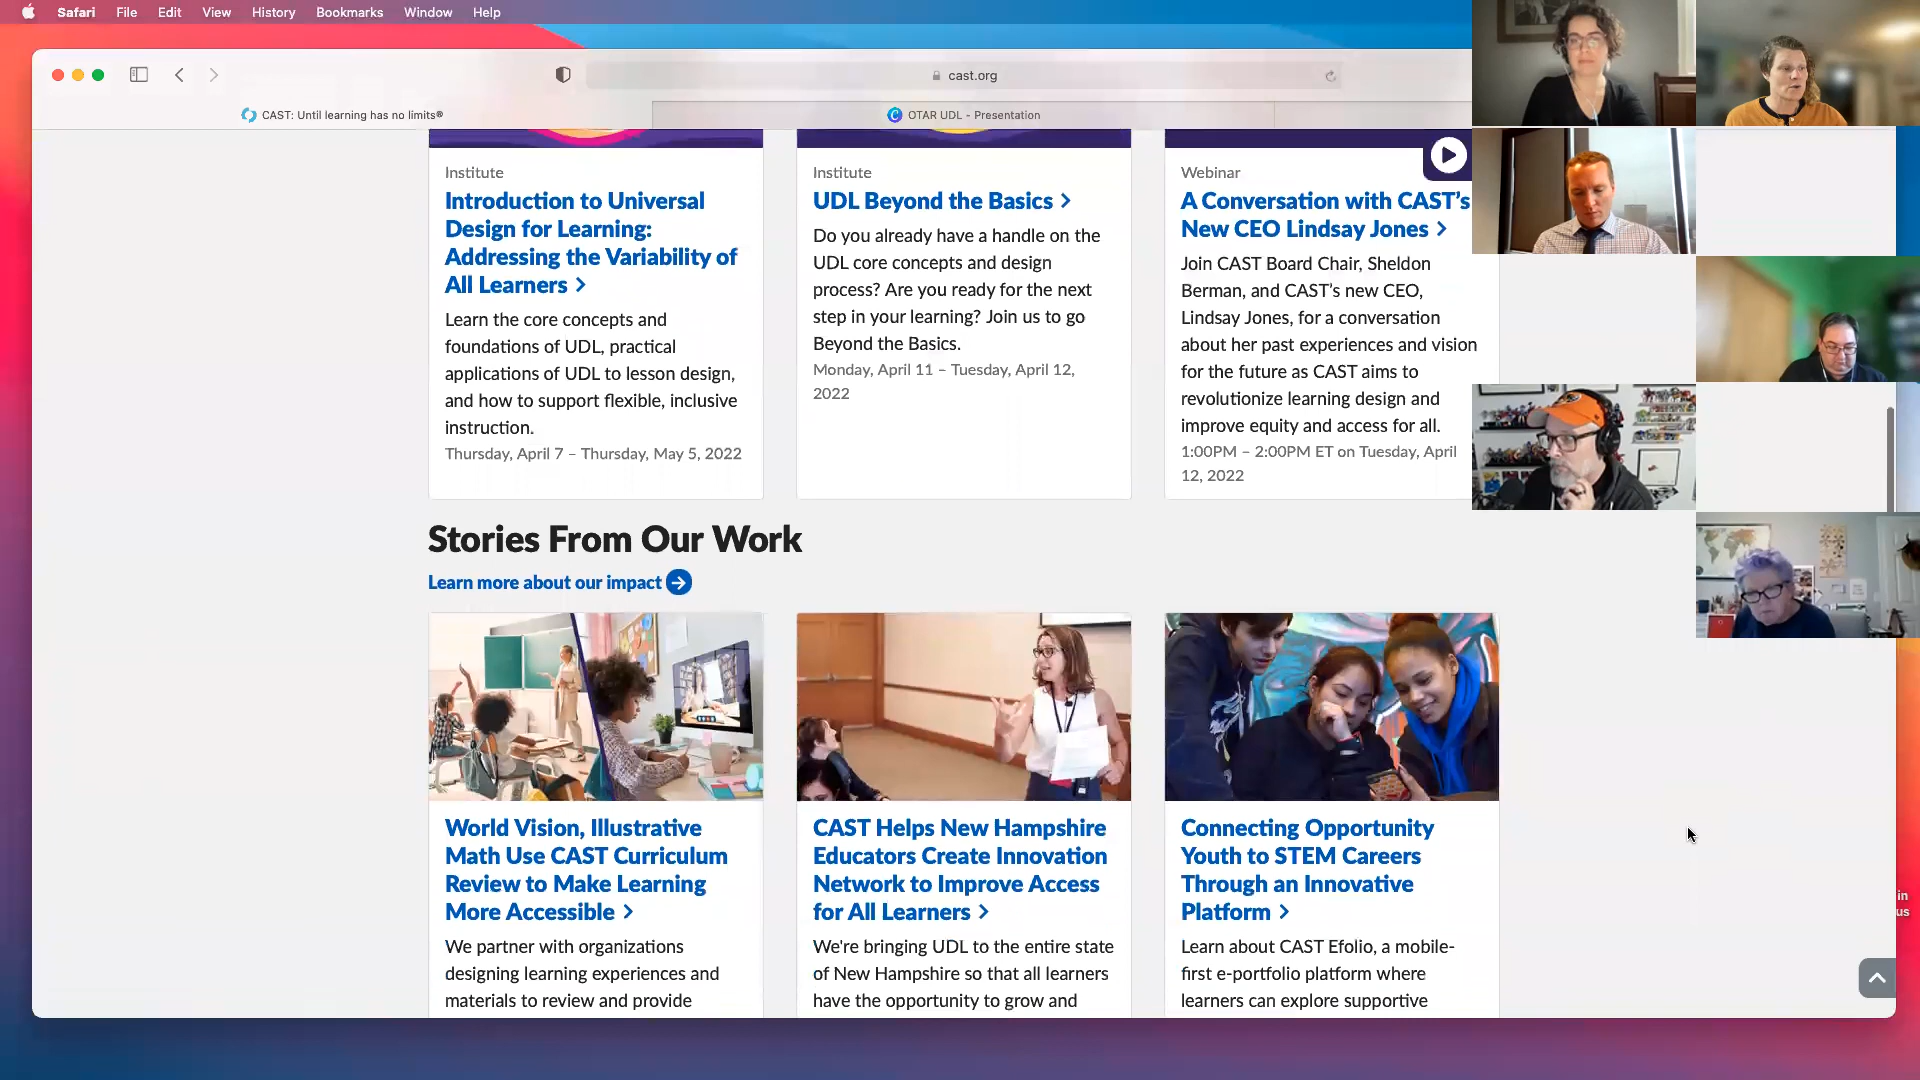 Safari File Edit View History Bookmarks Window Help
cast.org
CAST: Until learning has no limits®
OTAR UDL - Presentation
Institute
Introduction to Universal
Design for Learning:
Addressing the Variability of
All Learners
Learn the core concepts and
foundations of UDL, practical
applications of UDL to lesson design,
and how to support flexible, inclusive
instruction.
Thursday, April 7 – Thursday, May 5, 2022
Institute
UDL Beyond the Basics
Do you already have a handle on the
UDL core concepts and design
process? Are you ready for the next
step in your learning? Join us to go
Beyond the Basics.
Monday, April 11 – Tuesday, April 12,
2022
Webinar
A Conversation with CAST’s
New CEO Lindsay Jones
Join CAST Board Chair, Sheldon
Berman, and CAST’s new CEO,
Lindsay Jones, for a conversation
about her past experiences and vision
for the future as CAST aims to
revolutionize learning design and
improve equity and access for all.
1:00PM – 2:00PM ET on Tuesday, April
12, 2022
Stories From Our Work
Learn more about our impact
World Vision, Illustrative
Math Use CAST Curriculum
Review to Make Learning
More Accessible
We partner with organizations
designing learning experiences and
materials to review and provide
CAST Helps New Hampshire
Educators Create Innovation
Network to Improve Access
for All Learners
We're bringing UDL to the entire state
of New Hampshire so that all learners
have the opportunity to grow and
Connecting Opportunity
Youth to STEM Careers
Through an Innovative
Platform
Learn about CAST Efolio, a mobile-
first e-portfolio platform where
learners can explore supportive
in
us